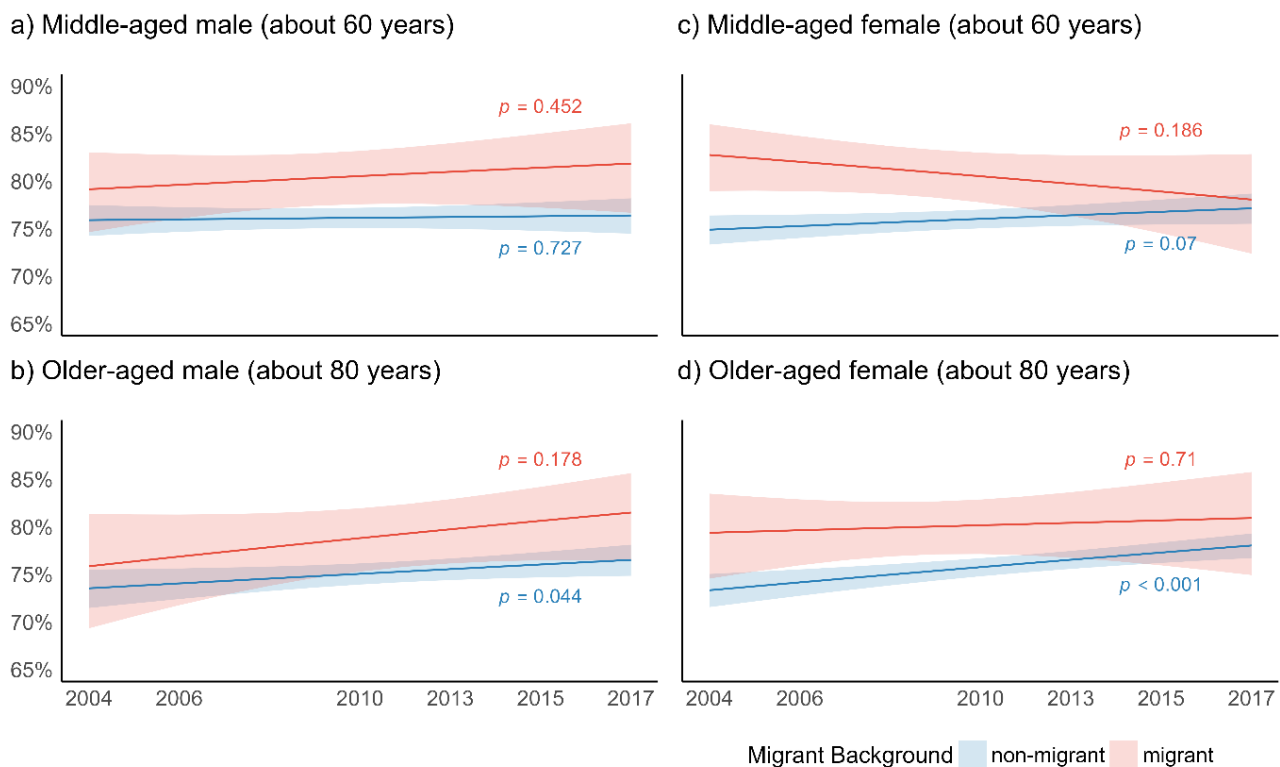 a) Middle-aged male (about 60 years)
90%
85%
80%
75%
70%
65%
p = 0.452
p = 0.727
c) Middle-aged female (about 60 years)
p = 0.186
p = 0.07
b) Older-aged male (about 80 years)
90%
85%
80%
75%
70%
65%
p = 0.178
p = 0.044
2004 2006 2010 2013 2015 2017
d) Older-aged female (about 80 years)
p = 0.71
p < 0.001
2004 2006 2010 2013 2015 2017
Migrant Background non-migrant migrant